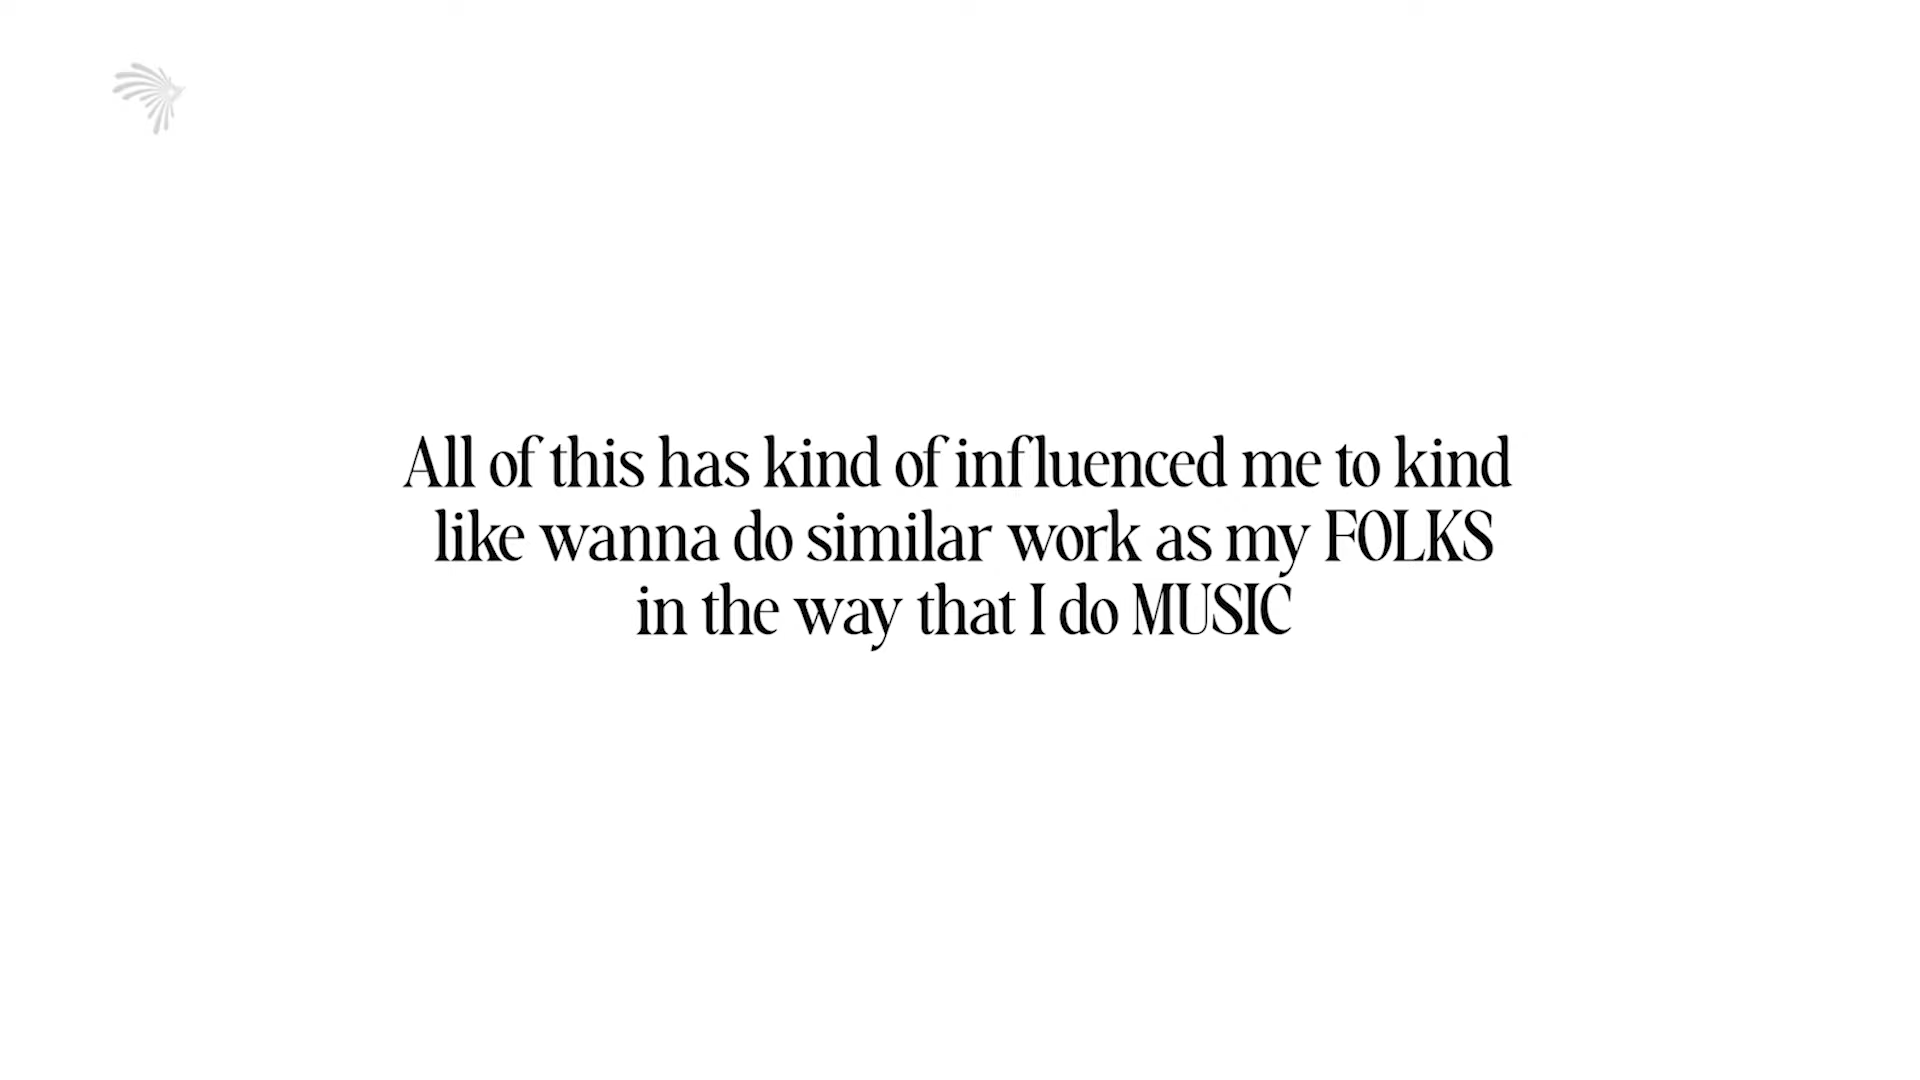 All of this has kind of influenced me to kind
like wanna do similar work as my FOLKS
in the way that I do MUSIC